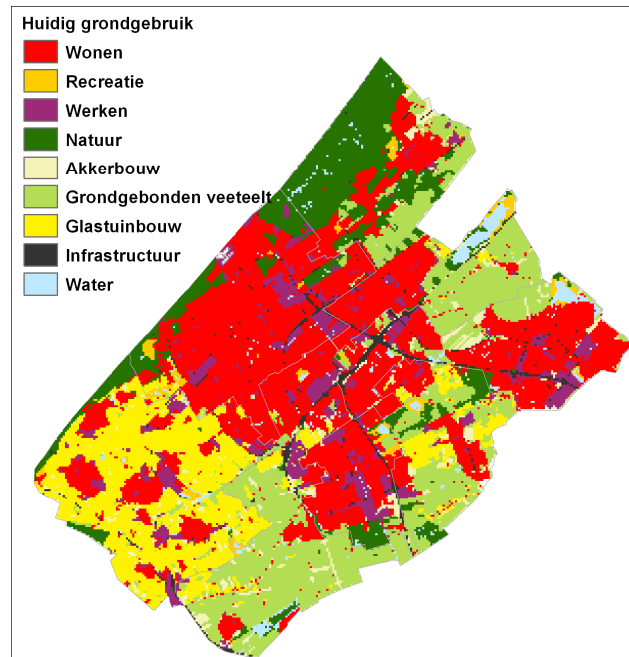 Huidig grondgebruik
Wonen
Recreatie
Werken
Natuur
Akkerbouw
Grondgebonden veeteelt
Glastuinbouw
Infrastructuur
Water